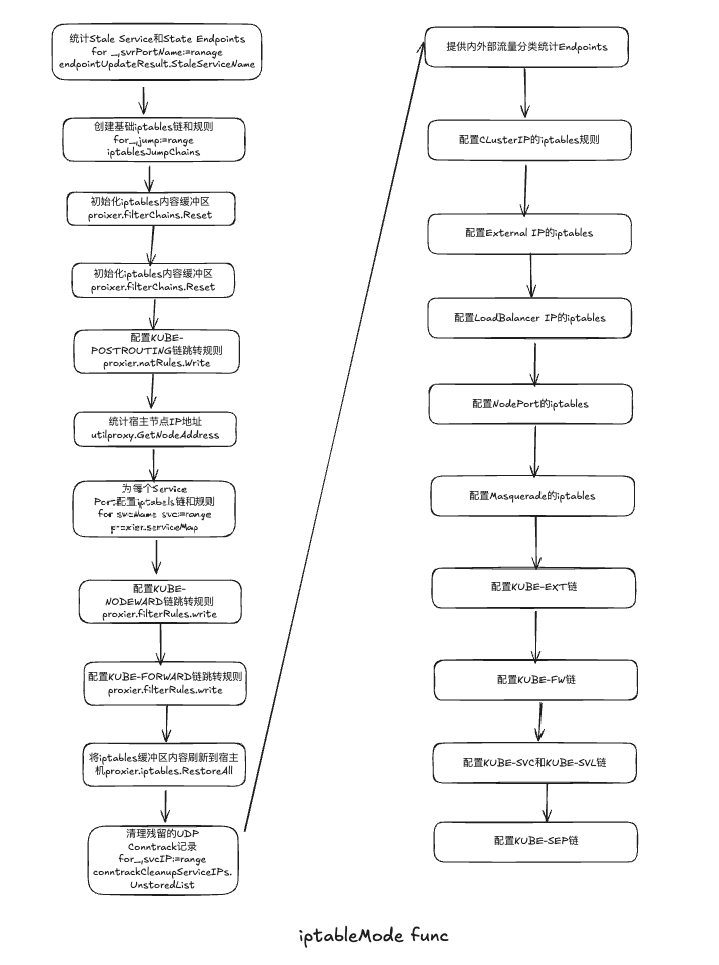 统计Stale Service和State Endpoints
for _,svrPortName:=ranage
endpointUpdateResult.StaleServiceName
创建基础iptables链和规则
for_,jump:=range
iptablesJumpChains
初始化iptables内容缓冲区
proixer.filterChains.Reset
初始化iptables内容缓冲区
proixer.filterChains.Reset
配置KUBE-
POSTROUTING链跳转规则
proxier.natRules.Write
统计宿主节点IP地址
utilproxy.GetNodeAddress
为每个Service
Port配置iptabels链和规则
for svcName svc:=range
proxier.serviceMap
配置KUBE-
NODEWARD链跳转规则
proxier.filterRules.write
配置KUBE-FORWARD链跳转规则
proxier.filterRules.write
将iptables缓冲区内容刷新到宿主
机proxier.iptables.RestoreAll
清理残留的UDP
Conntrack记录
for_,svcIP:=range
conntrackCleanupServiceIPs.
UnstoredList
提供内外部流量分类统计Endpoints
配置CLusterIP的iptables规则
配置External IP的iptables
配置LoadBalancer IP的iptables
配置NodePort的iptables
配置Masquerade的iptables
配置KUBE-EXT链
配置KUBE-FW链
配置KUBE-SVC和KUBE-SVL链
配置KUBE-SEP链
iptableMode func